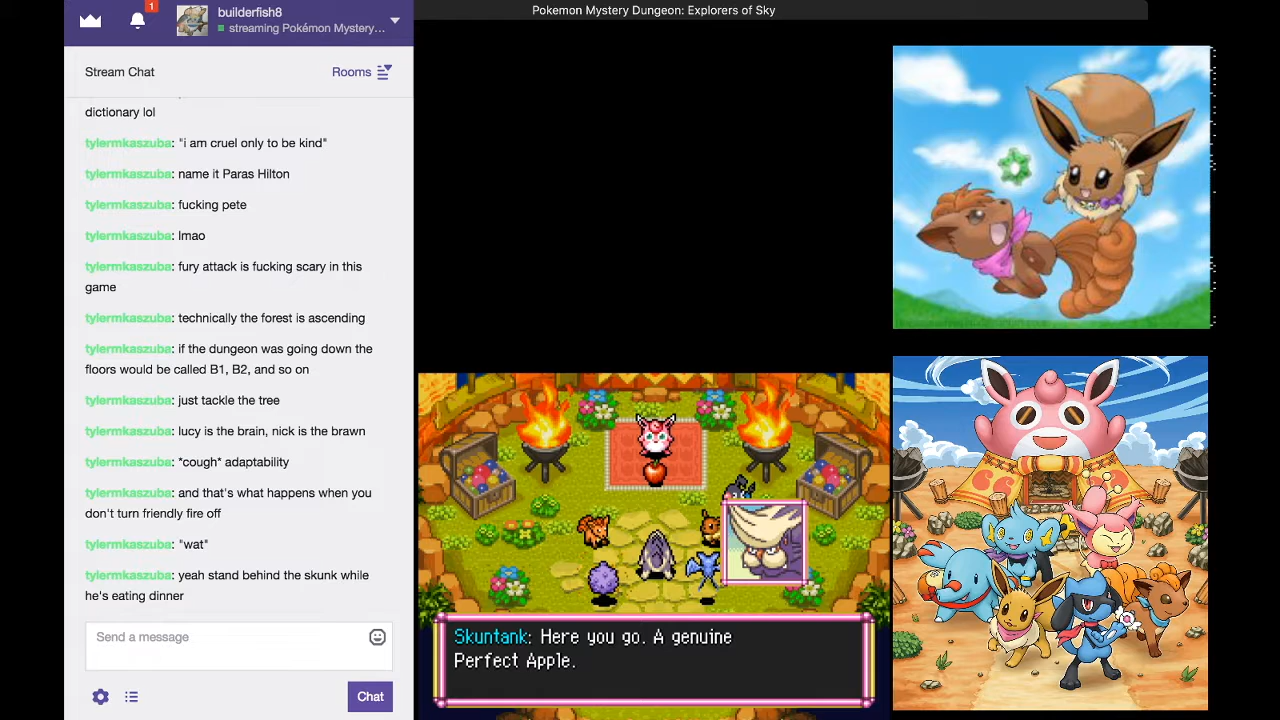 Pokemon Mystery Dungeon: Explorers of Sky
1
builderfish8
streaming Pokémon Mystery…
Stream Chat
Rooms
dictionary lol
tylermkaszuba: "i am cruel only to be kind"
tylermkaszuba: name it Paras Hilton
tylermkaszuba: fucking pete
tylermkaszuba: lmao
tylermkaszuba: fury attack is fucking scary in this
game
tylermkaszuba: technically the forest is ascending
tylermkaszuba: if the dungeon was going down the
floors would be called B1, B2, and so on
tylermkaszuba: just tackle the tree
tylermkaszuba: lucy is the brain, nick is the brawn
tylermkaszuba: *cough* adaptability
tylermkaszuba: and that's what happens when you
don't turn friendly fire off
tylermkaszuba: "wat"
tylermkaszuba: yeah stand behind the skunk while
he's eating dinner
Send a message
Chat
Skuntank: Here you go. A genuine
Perfect Apple.